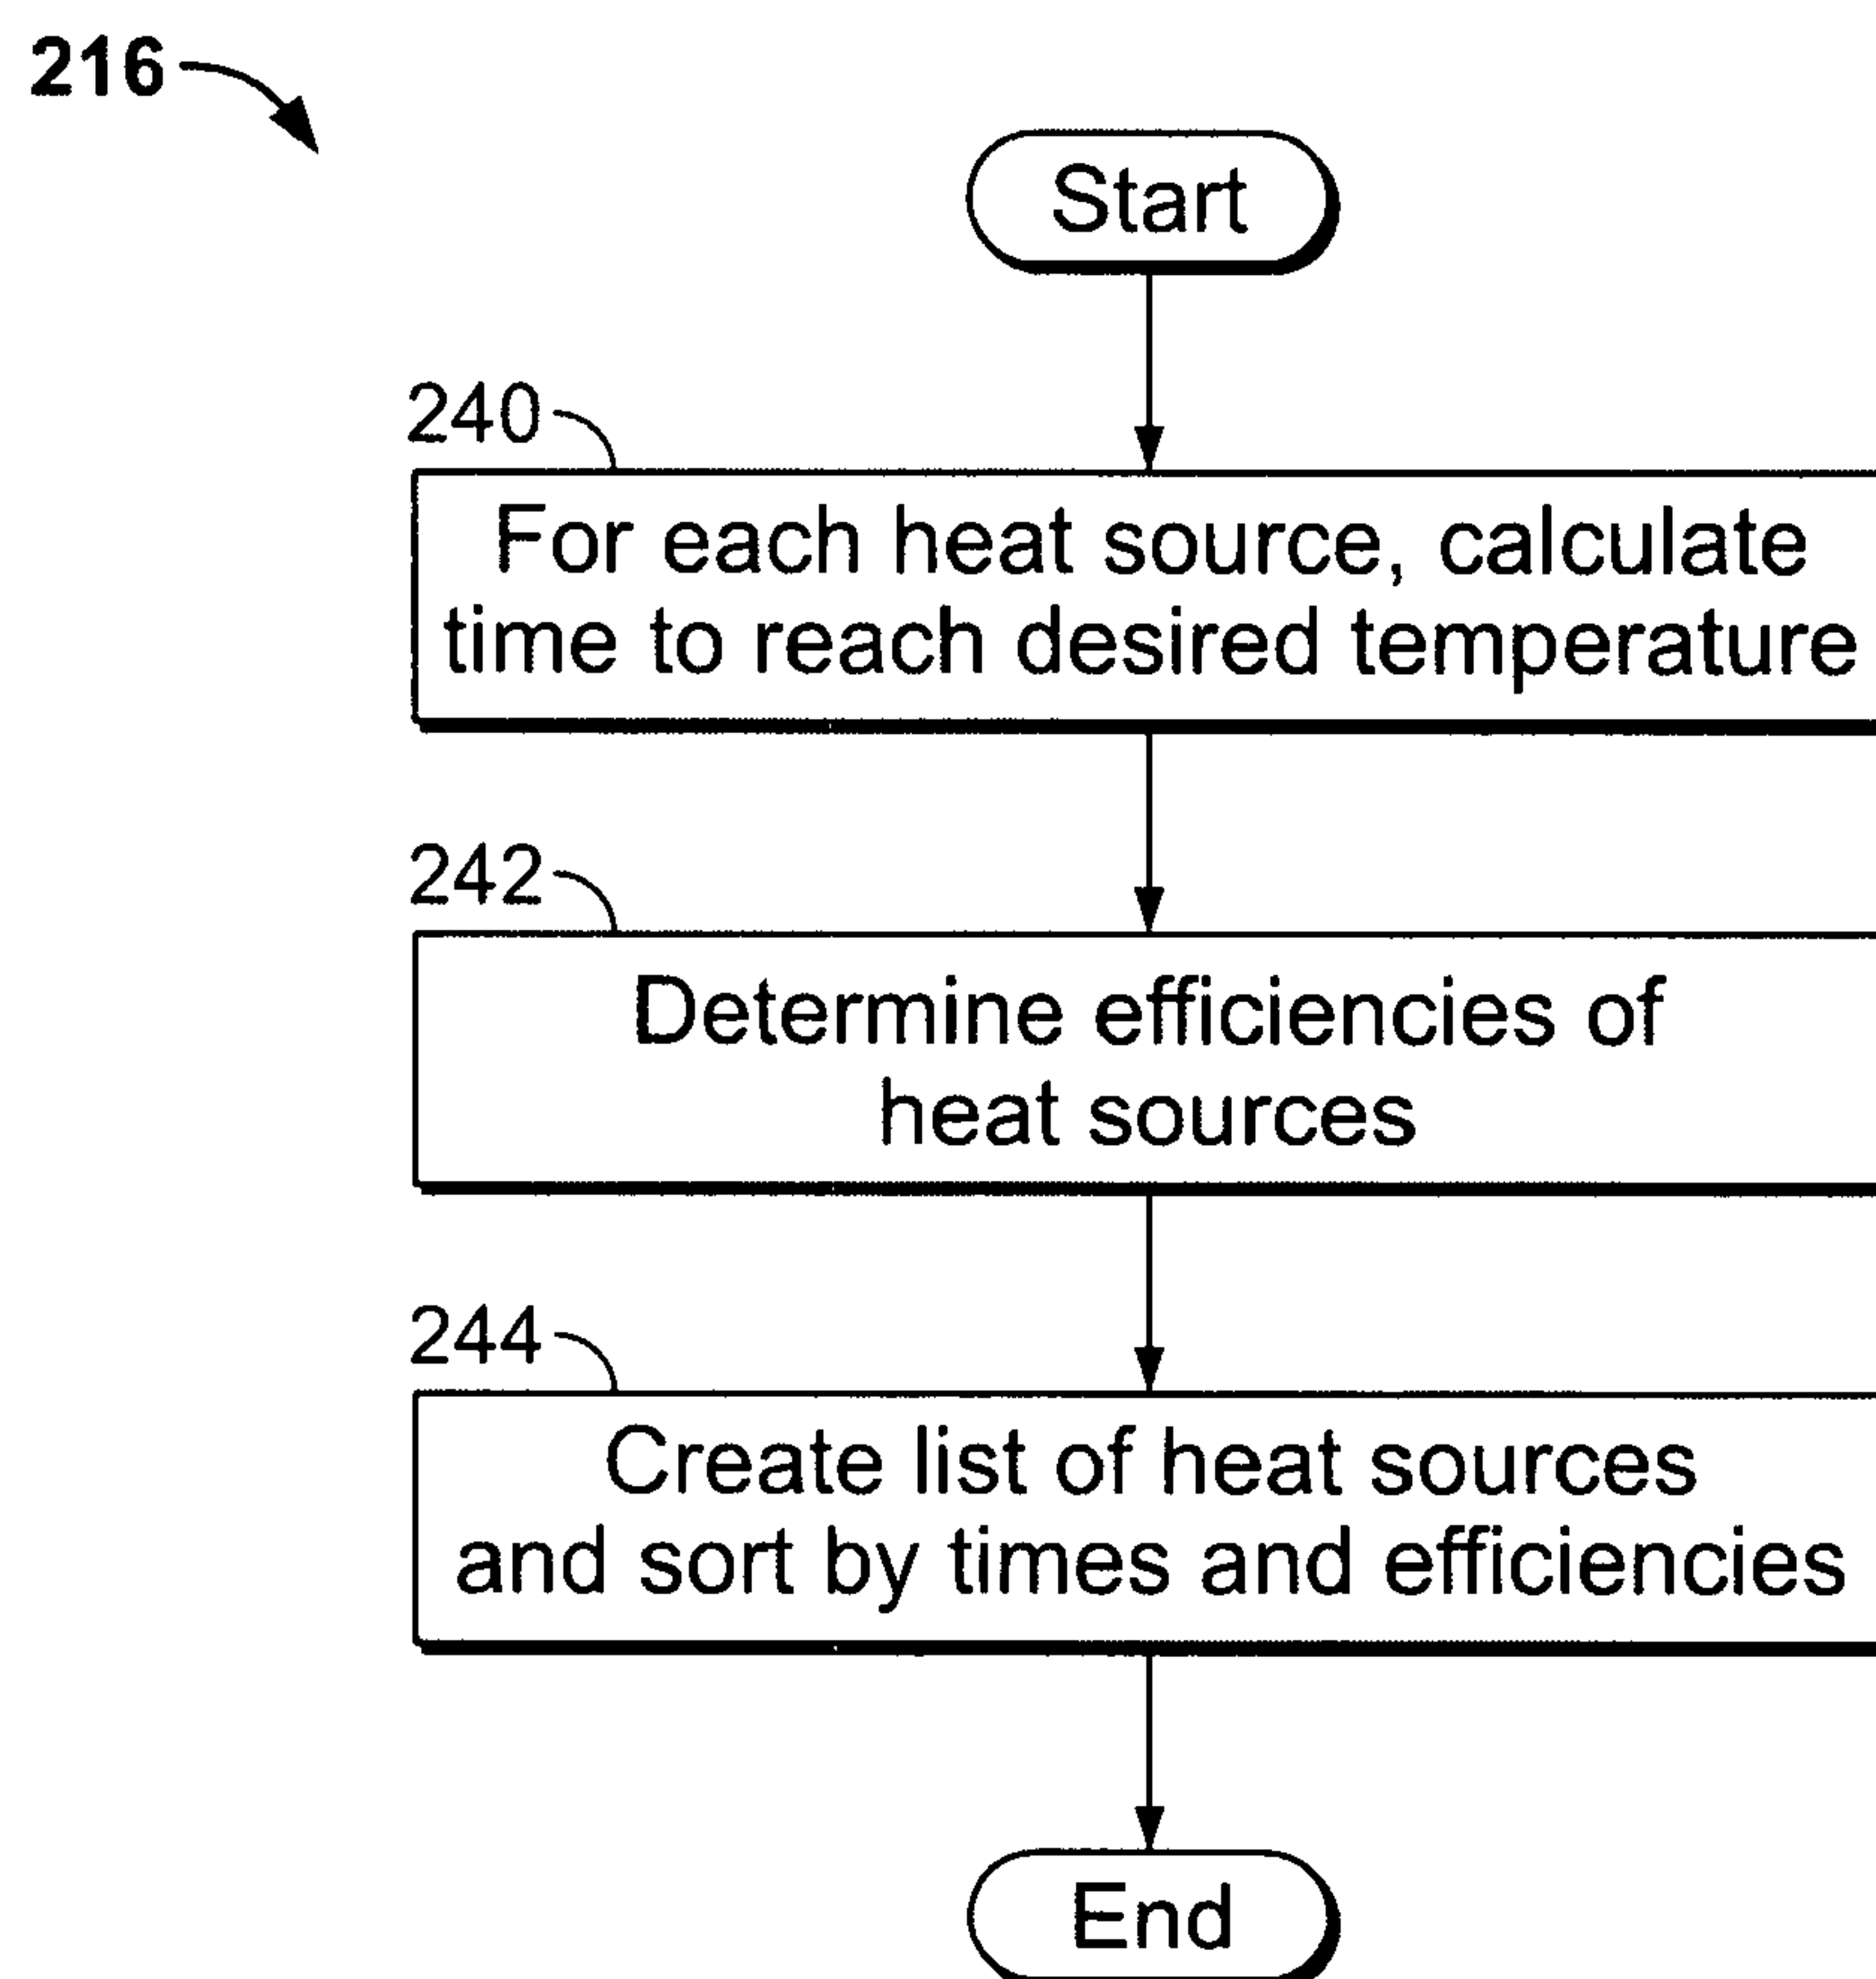 216
Start
240
For each heat source, calculate
time to reach desired temperature
242
Determine efficiencies of
heat sources
244
Create list of heat sources
and sort by times and efficiencies
End